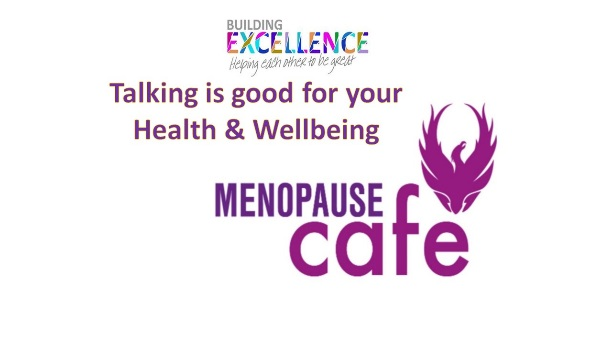 BUILDING
EXCELLENCE
Helping each other to be great
Talking is good for your
Health & Wellbeing
MENOPAUSE
cafe